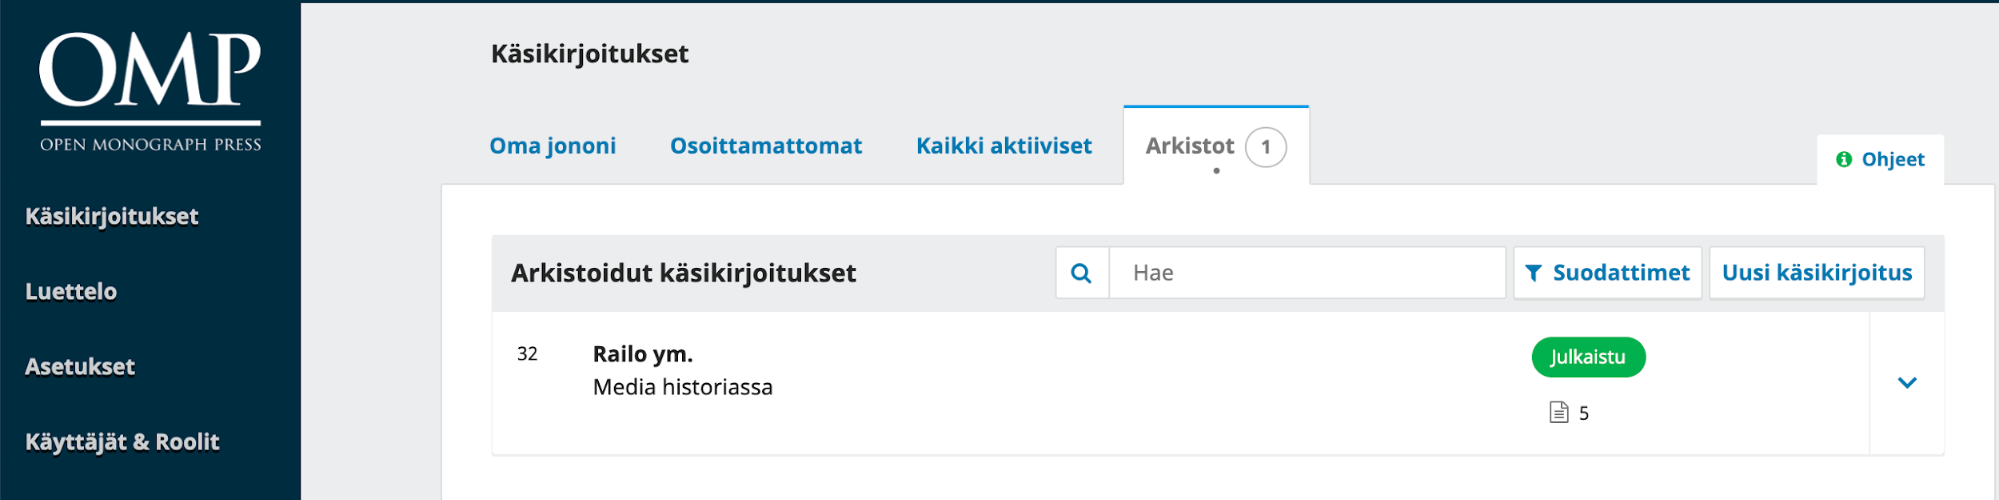 OMP
OPEN MONOGRAPH PRESS
Käsikirjoitukset
Luettelo
Asetukset
Käyttäjät & Roolit
Käsikirjoitukset
Oma jononi
Osoittamattomat
Kaikki aktiiviset
Arkistot 1
Ohjeet
Arkistoidut käsikirjoitukset
Hae
Suodattimet
Uusi käsikirjoitus
32
Railo ym.
Media historiassa
Julkaistu
5